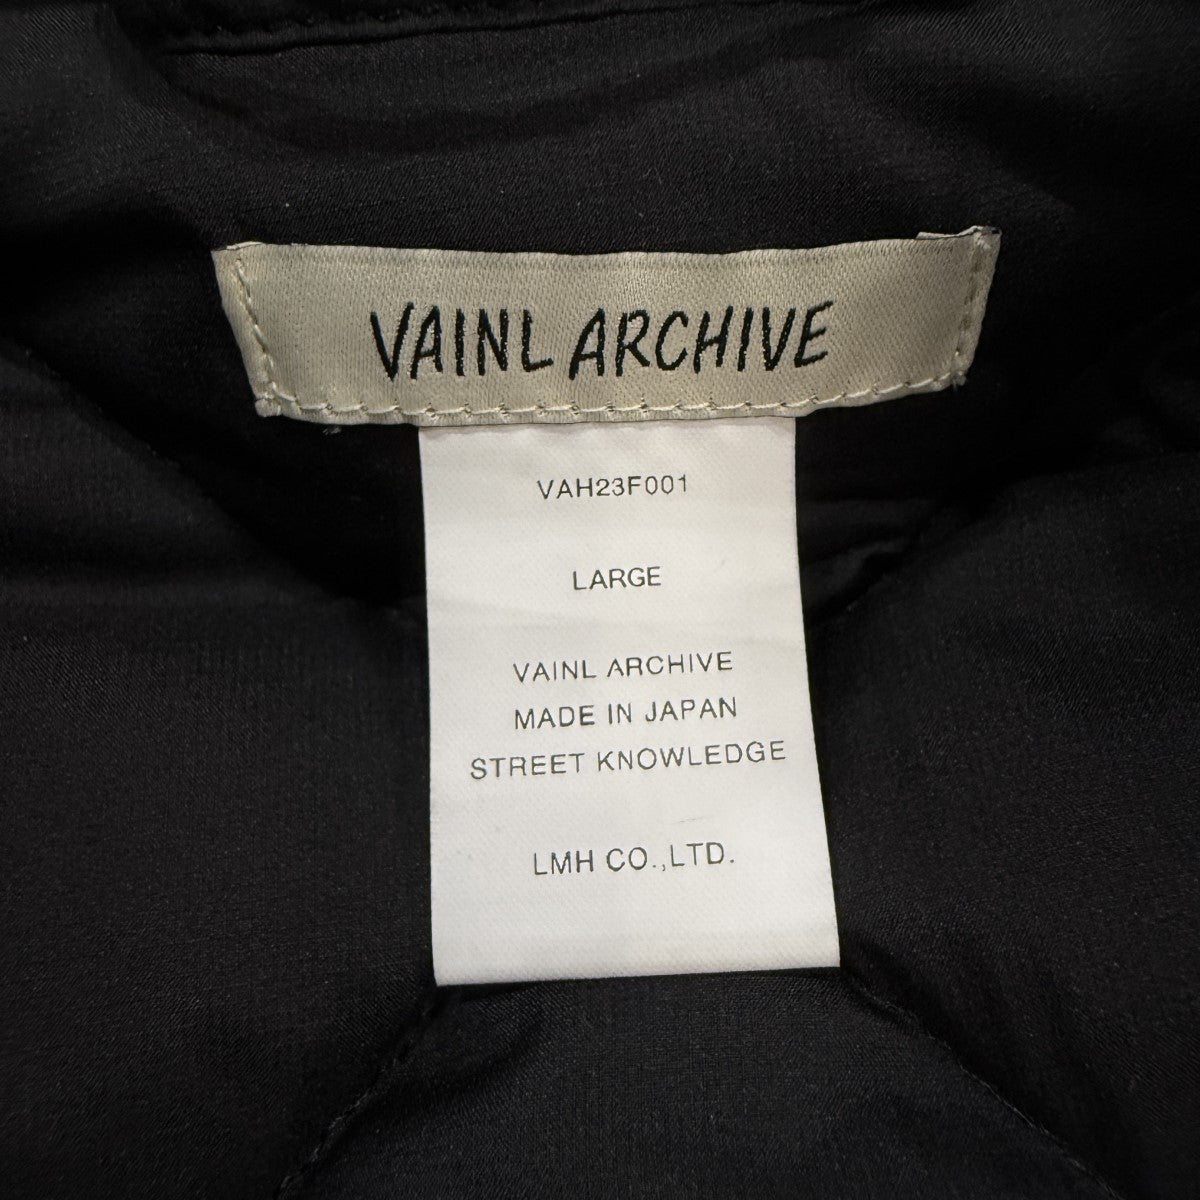 VAINL ARCHIVE
VAH23F001
LARGE
VAINL ARCHIVE
MADE IN JAPAN
STREET KNOWLEDGE
LMH CO.,LTD.